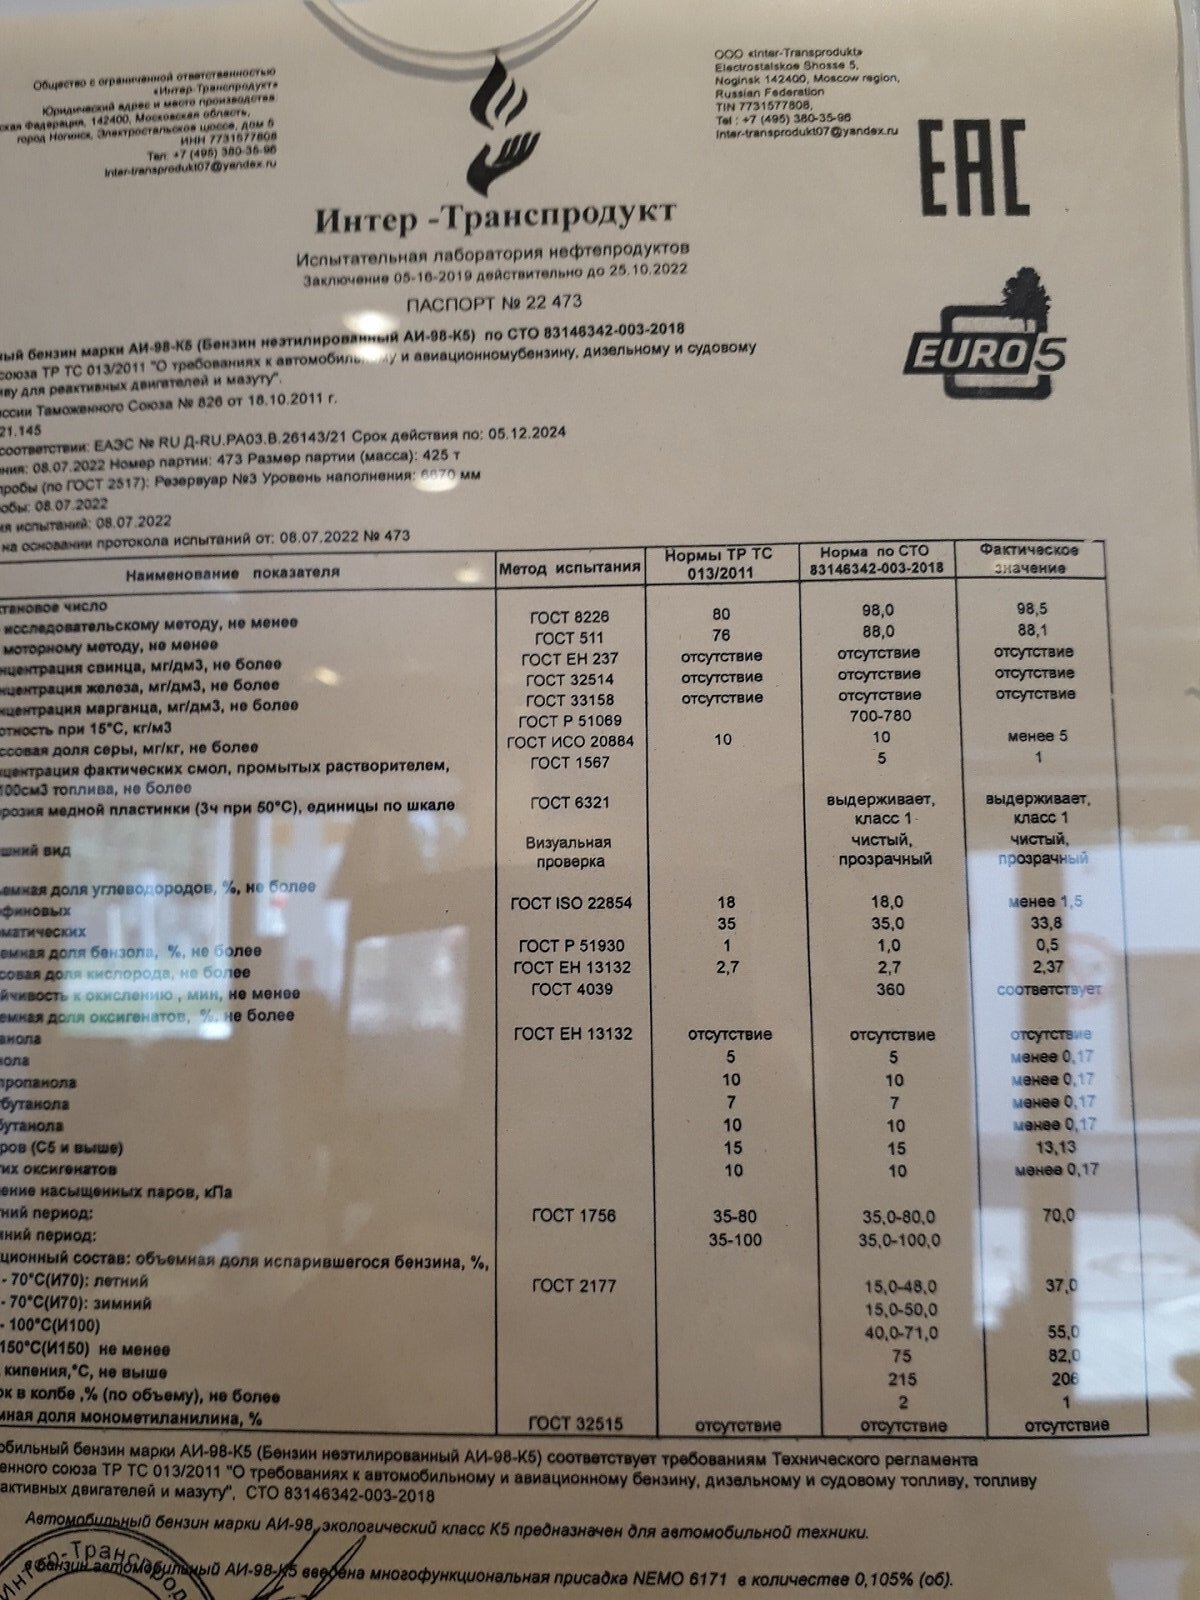 Общество с ограниченной ответственностью
«Интер-Транспродукт»
Юридический адрес и место производства:
ская Федерация, 142400, Московская область,
город Ногинск, Электростальское шоссе, дом 5
ИНН 7731577808
Тел: +7 (495) 380-35-96
Inter-transprodukt07@yandex.ru
ООО «Inter-Transprodukt»
Electrostalskoe Shosse 5,
Noginsk 142400, Moscow region,
Russian Federation
TIN 7731577808,
Tel : +7 (495) 380-35-96
Inter-transprodukt07@yandex.ru
EAC
Интер -Транспродукт
Испытательная лаборатория нефтепродуктов
Заключение 05-16-2019 действительно до 25.10.2022
ПАСПОРТ № 22 473
EURO 5
ный бензин марки АИ-98-К5 (Бензин неэтилированный АИ-98-К5) по СТО 83146342-003-2018
союза ТР ТС 013/2011 "О требованиях к автомобильному и авиационномубензину, дизельному и судовому
иву для реактивных двигателей и мазуту".
ссии Таможенного Союза № 826 от 18.10.2011 г.
21.145
соответствии: ЕАЭС № RU Д-RU.РА03.В.26143/21 Срок действия по: 05.12.2024
ния: 08.07.2022 Номер партии: 473 Размер партии (масса): 425 т
пробы (по ГОСТ 2517): Резервуар №3 Уровень наполнения: 6670 мм
обы: 08.07.2022
ия испытаний: 08.07.2022
на основании протокола испытаний от: 08.07.2022 № 473
Наименование показателя Метод испытания Нормы ТР ТС 013/2011 Норма по СТО 83146342-003-2018 Фактическое значение
ктановое число
исследовательскому методу, не менее ГОСТ 8226 80 98,0 98,5
моторному методу, не менее ГОСТ 511 76 88,0 88,1
нцентрация свинца, мг/дм3, не более ГОСТ ЕН 237 отсутствие отсутствие отсутствие
нцентрация железа, мг/дм3, не более ГОСТ 32514 отсутствие отсутствие отсутствие
нцентрация марганца, мг/дм3, не более ГОСТ 33158 отсутствие отсутствие отсутствие
отность при 15°С, кг/м3 ГОСТ Р 51069 700-780
ссовая доля серы, мг/кг, не более ГОСТ ИСО 20884 10 10 менее 5
нцентрация фактических смол, промытых растворителем, ГОСТ 1567 5 1
100см3 топлива, не более
ррозия медной пластинки (3ч при 50°С), единицы по шкале ГОСТ 6321 выдерживает, класс 1 выдерживает, класс 1
шний вид Визуальная проверка чистый, прозрачный чистый, прозрачный
ъемная доля углеводородов, %, не более
финовых ГОСТ ISO 22854 18 18,0 менее 1,5
матических 35 35,0 33,8
емная доля бензола, %, не более ГОСТ Р 51930 1 1,0 0,5
совая доля кислорода, не более ГОСТ ЕН 13132 2,7 2,7 2,37
йчивость к окислению , мин, не менее ГОСТ 4039 360 соответствует
емная доля оксигенатов, %, не более
анола ГОСТ ЕН 13132 отсутствие отсутствие отсутствие
нола 5 5 менее 0,17
пропанола 10 10 менее 0,17
бутанола 7 7 менее 0,17
бутанола 10 10 менее 0,17
ров (С5 и выше) 15 15 13,13
гих оксигенатов 10 10 менее 0,17
ение насыщенных паров, кПа
ний период: ГОСТ 1756 35-80 35,0-80,0 70,0
ний период: 35-100 35,0-100,0
ционный состав: объемная доля испарившегося бензина, %,
- 70°С(И70): летний ГОСТ 2177 15,0-48,0 37,0
- 70°С(И70): зимний 15,0-50,0
- 100°С(И100) 40,0-71,0 55,0
150°С(И150) не менее 75 82,0
кипения,°С, не выше 215 206
ок в колбе ,% (по объему), не более 2 1
мная доля монометиланилина, % ГОСТ 32515 отсутствие отсутствие отсутствие
обильный бензин марки АИ-98-К5 (Бензин неэтилированный АИ-98-К5) соответствует требованиям Технического регламента
енного союза ТР ТС 013/2011 "О требованиях к автомобильному и авиационному бензину, дизельному и судовому топливу, топливу
активных двигателей и мазуту", СТО 83146342-003-2018
Автомобильный бензин марки АИ-98, экологический класс К5 предназначен для автомобильной техники.
в бензин автомобильный АИ-98-К5 введена многофункциональная присадка NEMO 6171 в количестве 0,105% (об).
Интер-Транспрод